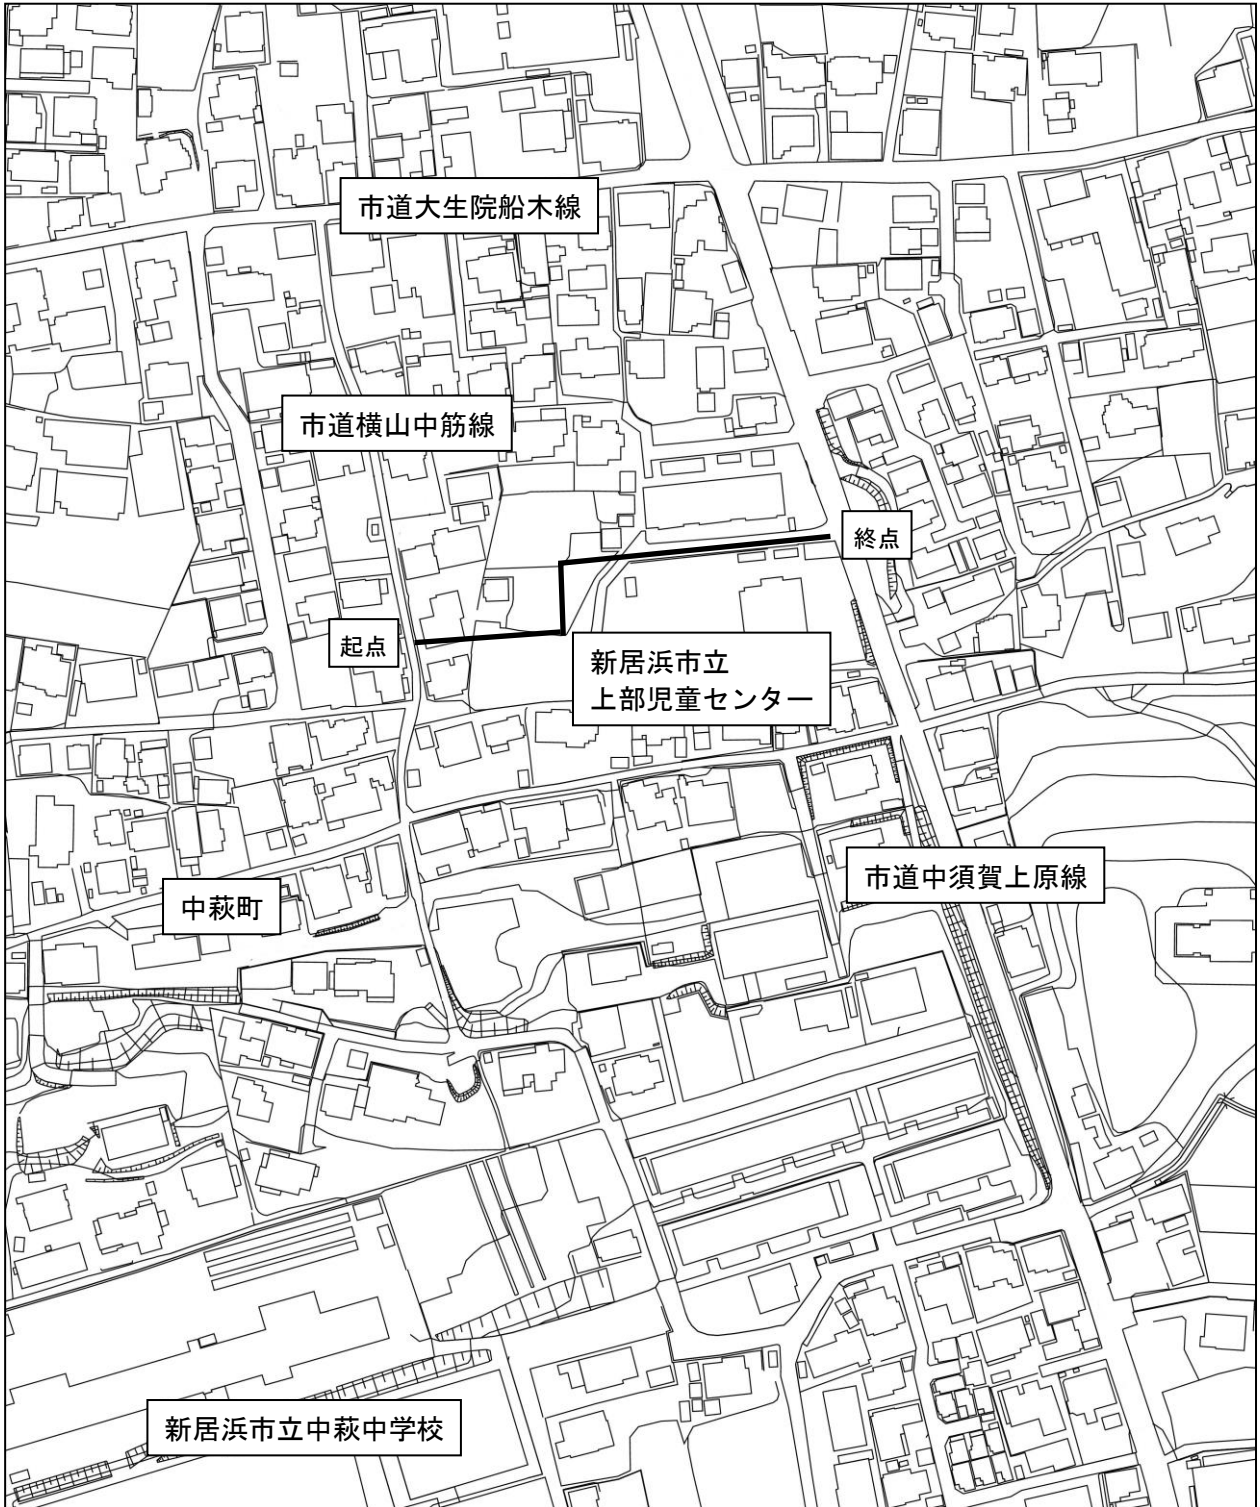 市道大生院船木線
市道横山中筋線
終点
起点
新居浜市立
上部児童センター
市道中須賀上原線
中萩町
新居浜市立中萩中学校